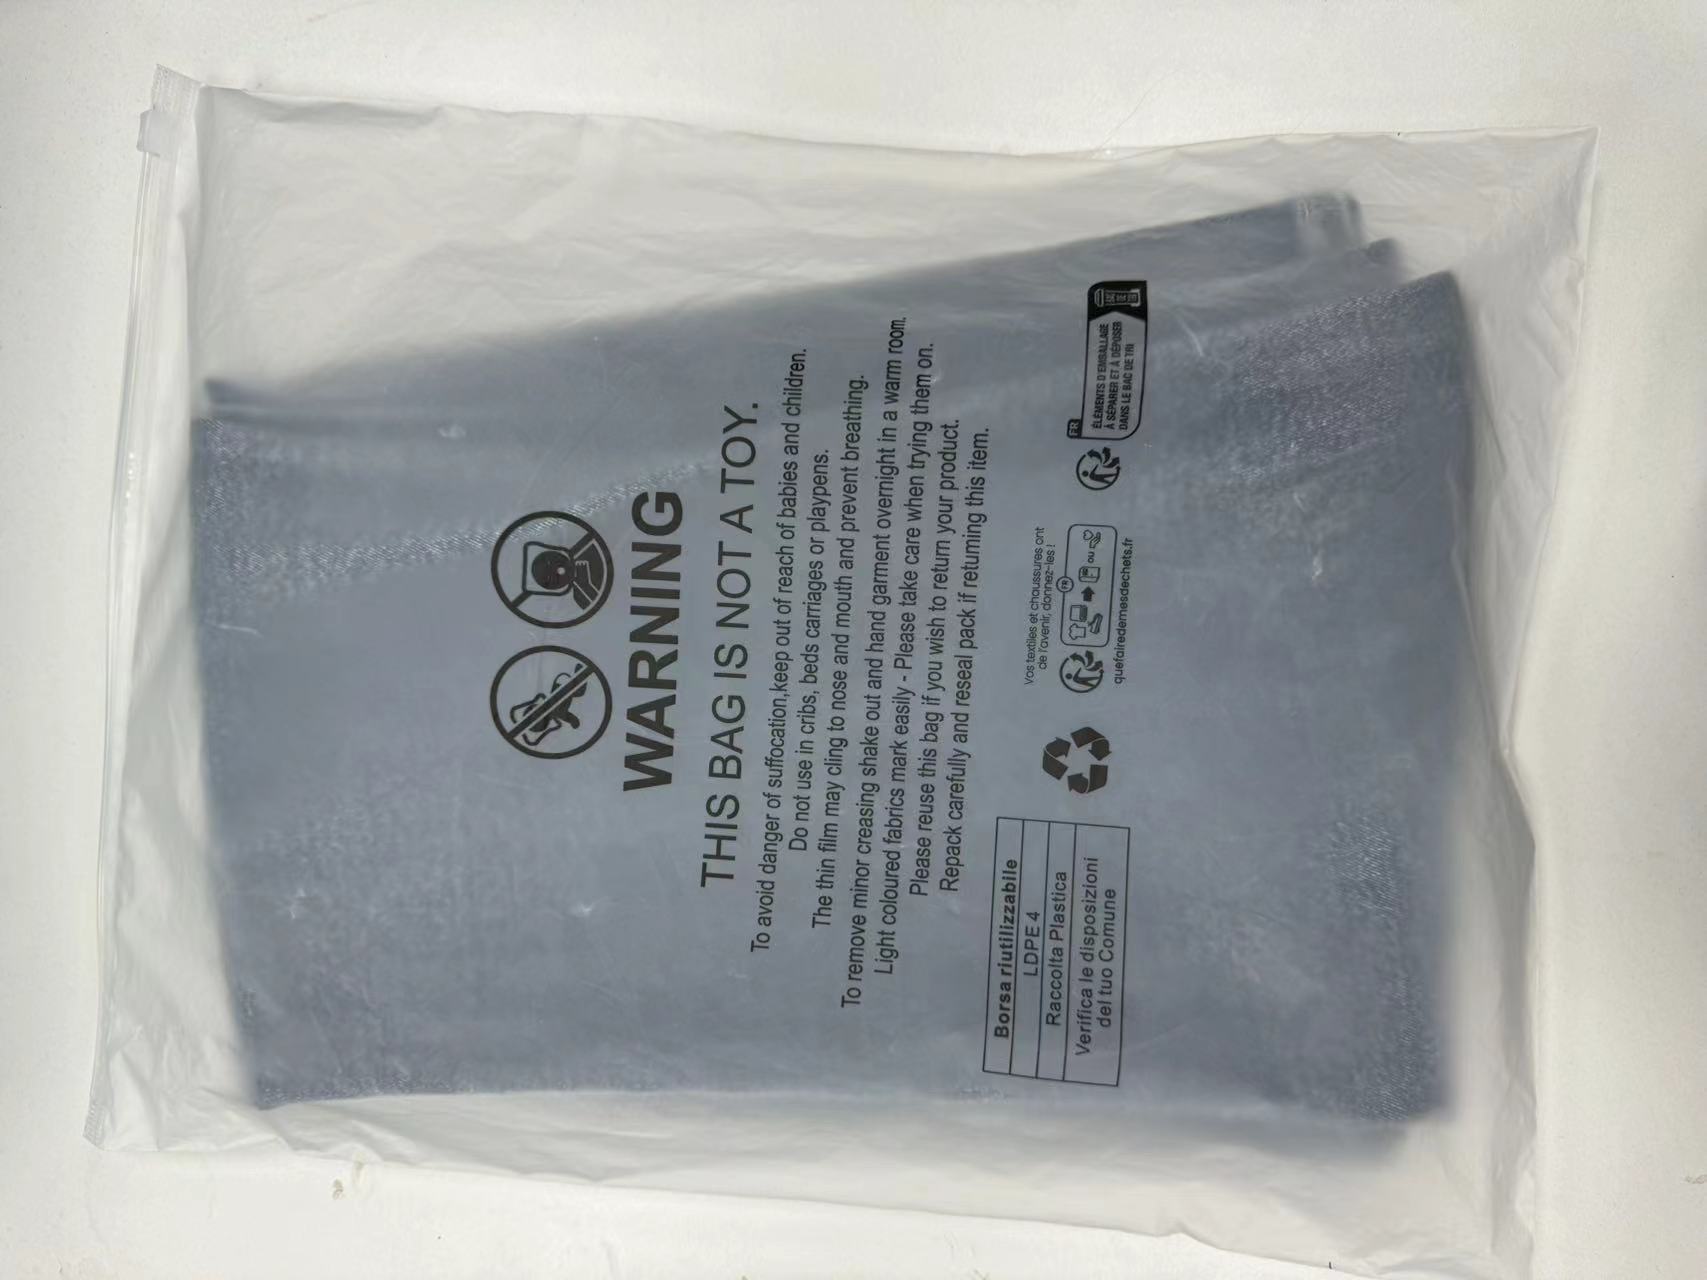 WARNING
THIS BAG IS NOT A TOY.
To avoid danger of suffocation,keep out of reach of babies and children.
Do not use in cribs, beds carriages or playpens.
The thin film may cling to nose and mouth and prevent breathing.
To remove minor creasing shake out and hand garment overnight in a warm room.
Light coloured fabrics mark easily - Please take care when trying them on.
Please reuse this bag if you wish to return your product.
Repack carefully and reseal pack if returning this item.
Borsa riutilizzabile
LDPE 4
Raccolta Plastica
Verifica le disposizioni
del tuo Comune
Vos textiles et chaussures ont
de l'avenir, donnez-les !
FR
ou
quefairedemesdechets.fr
FR
ÉLÉMENTS D'EMBALLAGE
À SÉPARER ET À DÉPOSER
DANS LE BAC DE TRI
BAC
DE
TRI